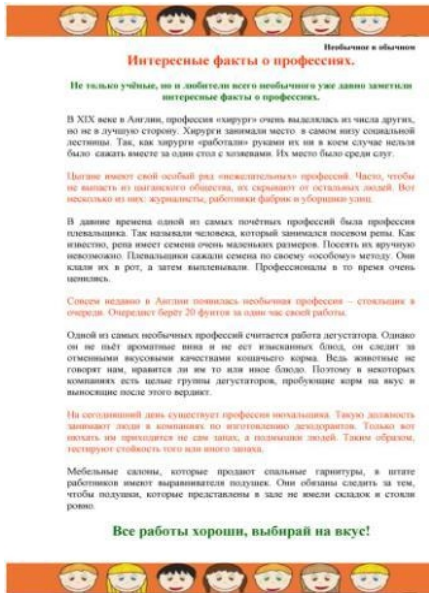 Необычное в обычном
Интересные факты о профессиях.
Не только учёные, но и любители всего необычного уже давно заметили
интересные факты о профессиях.
В XIX веке в Англии, профессия «хирург» очень выделялась из числа других,
но не в лучшую сторону. Хирурги занимали место в самом низу социальной
лестницы. Так, как хирурги «работали» руками их ни в коем случае нельзя
было сажать вместе за один стол с хозяевами. Их место было среди слуг.
Цыгане имеют свой особый ряд «нежелательных» профессий. Часто, чтобы
не выпасть из цыганского общества, их скрывают от остальных людей. Вот
несколько из них: журналисты, работники фабрик и уборщики улиц.
В давние времена одной из самых почётных профессий была профессия
плевальщика. Так называли человека, который занимался посевом репы. Как
известно, репа имеет семена очень маленьких размеров. Посеять их вручную
невозможно. Плевальщики сажали семена по своему «особому» методу. Они
клали их в рот, а затем выплевывали. Профессионалы в то время очень
ценились.
Совсем недавно в Англии появилась необычная профессия – стояльщик в
очереди. Очередянт берёт 20 фунтов за один час своей работы.
Одной из самых необычных профессий считается работа дегустатора. Однако
он не пьёт ароматные вина и не ест изысканных блюд, он следит за
отменными вкусовыми качествами кошачьего корма. Ведь животные не
говорят нам, нравится ли им то или иное блюдо. Поэтому в некоторых
компаниях есть целые группы дегустаторов, пробующие корм на вкус и
выносящие после этого вердикт.
На сегодняшний день существует профессия нюхальщика. Такую должность
занимают люди в компаниях по изготовлению дезодорантов. Только вот
нюхать им приходится не сам запах, а подмышки людей. Таким образом,
тестируют стойкость того или иного запаха.
Мебельные салоны, которые продают спальные гарнитуры, в штате
работников имеют выравнивателя подушек. Они обязаны следить за тем,
чтобы подушки, которые представлены в зале не имели складок и стояли
ровно.
Все работы хороши, выбирай на вкус!